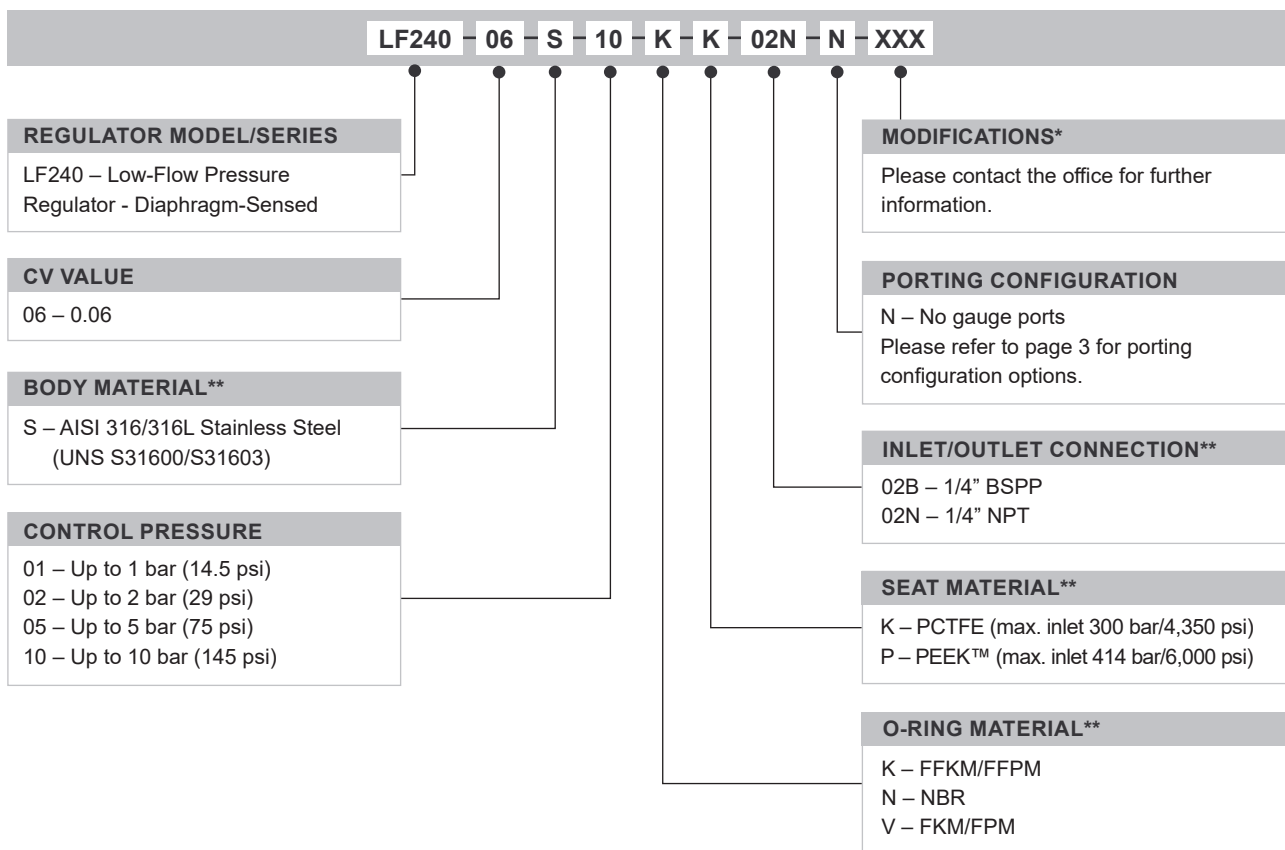 LF240 - 06 - S - 10 - K - K - 02N - N - XXX
REGULATOR MODEL/SERIES
LF240 – Low-Flow Pressure
Regulator - Diaphragm-Sensed
CV VALUE
06 – 0.06
BODY MATERIAL**
S – AISI 316/316L Stainless Steel
(UNS S31600/S31603)
CONTROL PRESSURE
01 – Up to 1 bar (14.5 psi)
02 – Up to 2 bar (29 psi)
05 – Up to 5 bar (75 psi)
10 – Up to 10 bar (145 psi)
MODIFICATIONS*
Please contact the office for further
information.
PORTING CONFIGURATION
N – No gauge ports
Please refer to page 3 for porting
configuration options.
INLET/OUTLET CONNECTION**
02B – 1/4” BSPP
02N – 1/4” NPT
SEAT MATERIAL**
K – PCTFE (max. inlet 300 bar/4,350 psi)
P – PEEK™ (max. inlet 414 bar/6,000 psi)
O-RING MATERIAL**
K – FFKM/FFPM
N – NBR
V – FKM/FPM